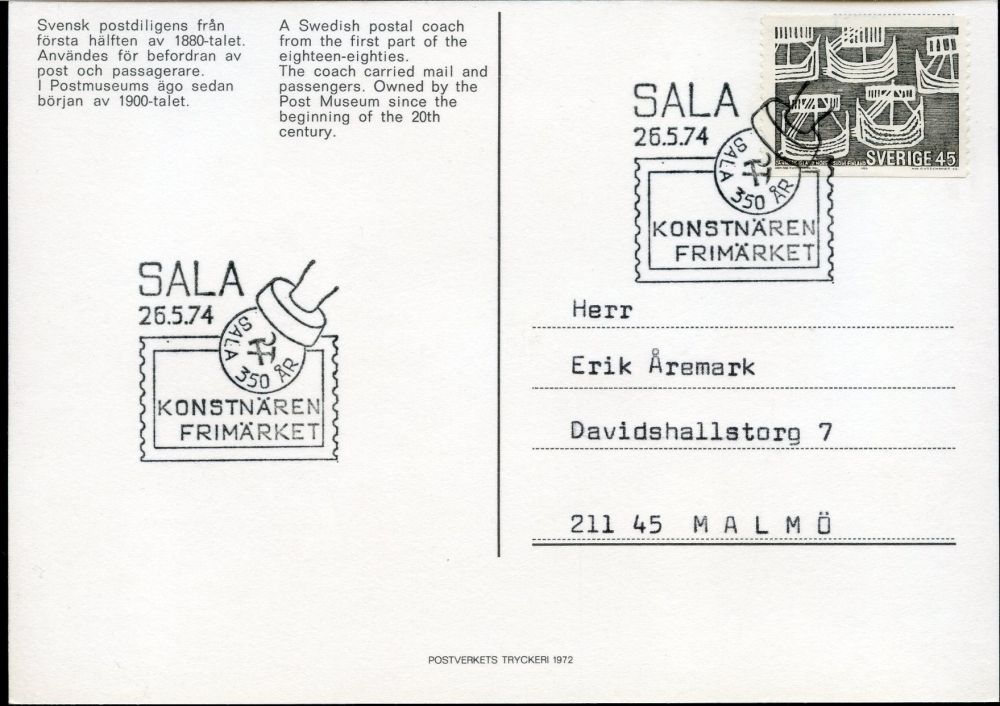 Svensk postdiligens från
första hälften av 1880-talet.
Användes för befordran av
post och passagerare.
I Postmuseums ägo sedan
början av 1900-talet.
A Swedish postal coach
from the first part of the
eighteen-eighties.
The coach carried mail and
passengers. Owned by the
Post Museum since the
beginning of the 20th
century.
SVERIGE 45
SALA
26.5.74
SALA 350 ÅR
KONSTNÄREN
FRIMÄRKET
SALA
26.5.74
SALA 350 ÅR
KONSTNÄREN
FRIMÄRKET
Herr
Erik Åremark
Davidshallstorg 7
211 45 M A L M Ö
POSTVERKETS TRYCKERI 1972